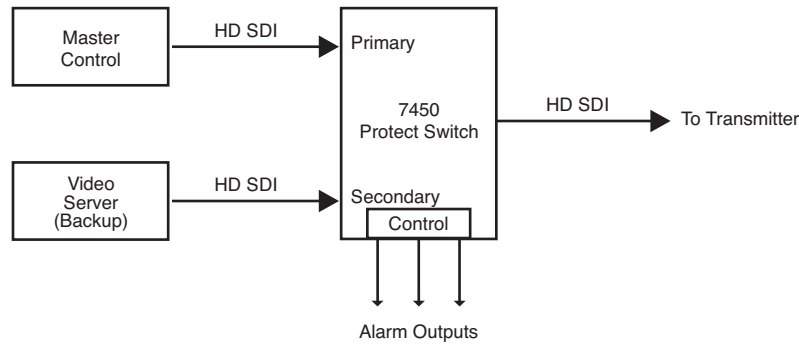 Master
Control
HD SDI
Primary
7450
Protect Switch
HD SDI
To Transmitter
Video
Server
(Backup)
HD SDI
Secondary
Control
Alarm Outputs